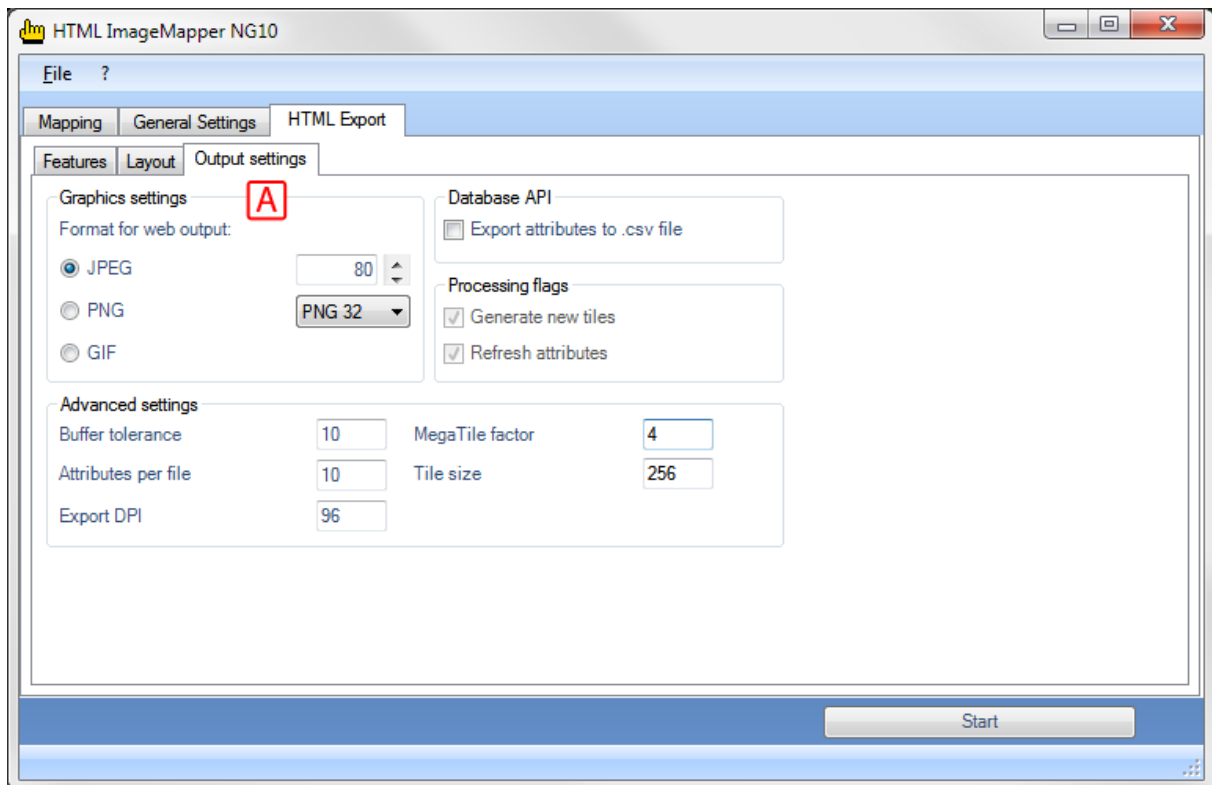 HTML ImageMapper NG10
File ?
Mapping General Settings HTML Export
Features Layout Output settings
A
Graphics settings
Format for web output:
JPEG 80
PNG PNG 32
GIF
Database API
Export attributes to .csv file
Processing flags
Generate new tiles
Refresh attributes
Advanced settings
Buffer tolerance 10 MegaTile factor 4
Attributes per file 10 Tile size 256
Export DPI 96
Start